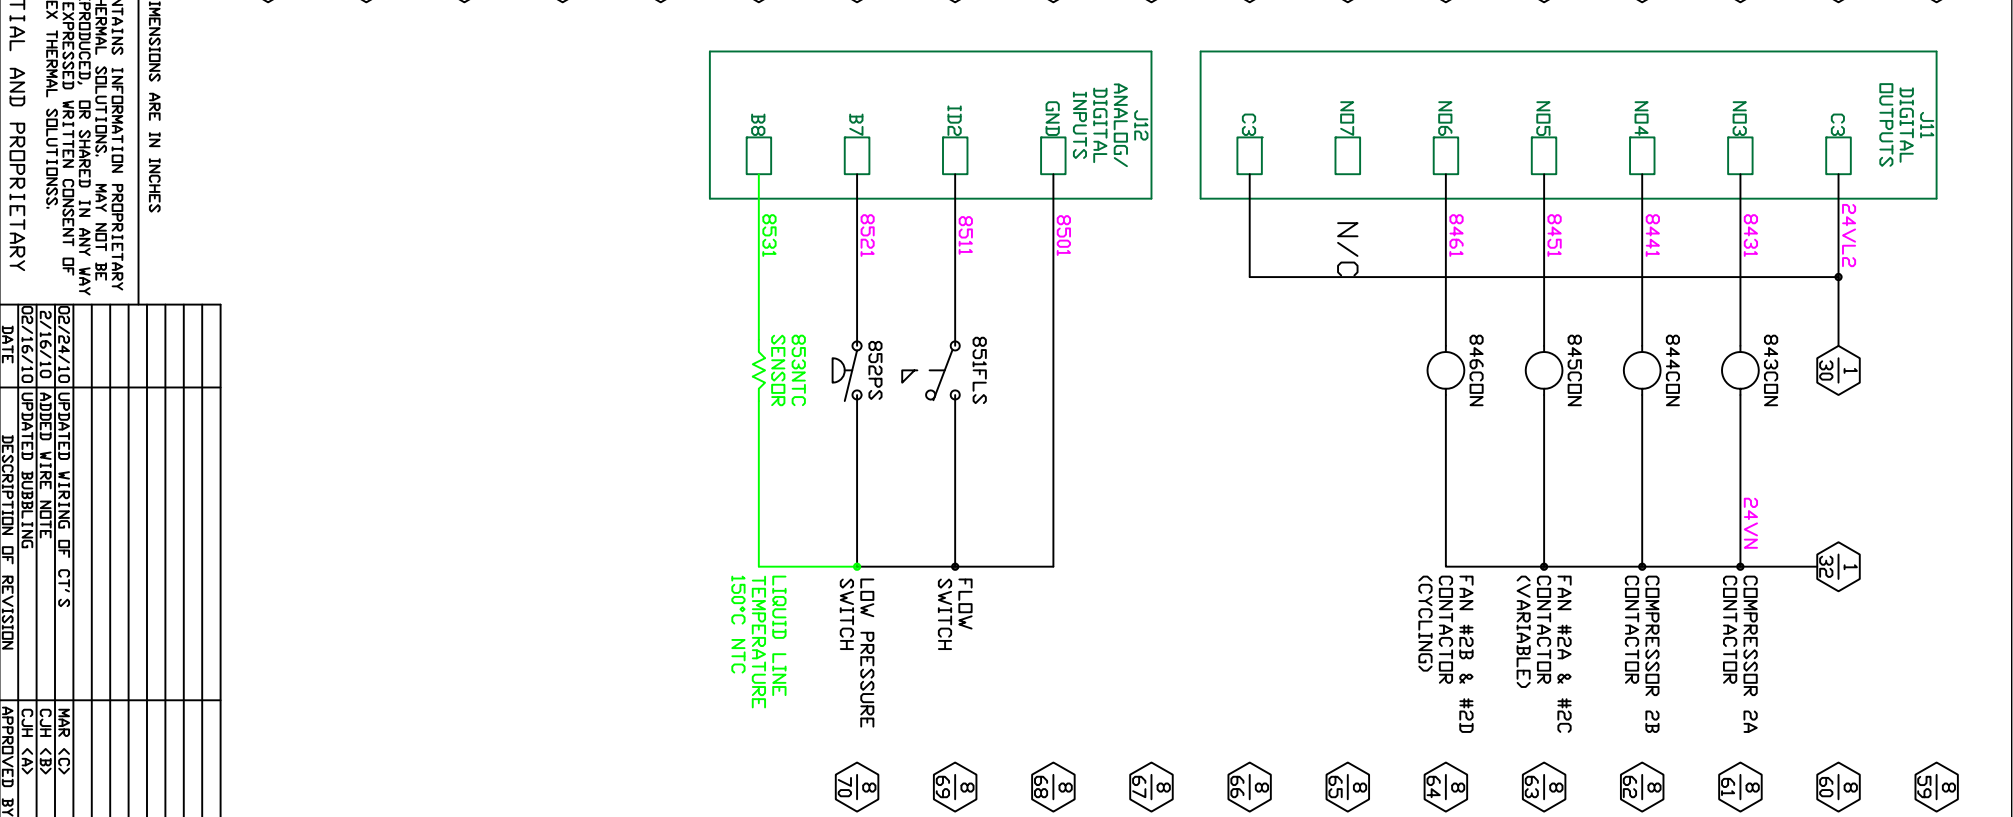 J11
DIGITAL
OUTPUTS
C3
24VL2
1
30
1
32
8
59
8
60
NO3
8431
843CON
24VN
COMPRESSOR 2A
CONTACTOR
8
61
NO4
8441
844CON
COMPRESSOR 2B
CONTACTOR
8
62
NO5
8451
845CON
FAN #2A & #2C
CONTACTOR
(VARIABLE)
8
63
NO6
8461
846CON
FAN #2B & #2D
CONTACTOR
(CYCLING)
8
64
NO7
N/C
8
65
C3
8
66
8
67
J12
ANALOG/
DIGITAL
INPUTS
GND
8501
8
68
ID2
8511
851FLS
FLOW
SWITCH
8
69
B7
8521
852PS
LOW PRESSURE
SWITCH
8
70
B8
8531
853NTC
SENSOR
LIQUID LINE
TEMPERATURE
150°C NTC
IMENSIONS ARE IN INCHES
NTAINS INFORMATION PROPRIETARY
HERMAL SOLUTIONS. MAY NOT BE
PRODUCED, OR SHARED IN ANY WAY
EXPRESSED WRITTEN CONSENT OF
EX THERMAL SOLUTIONSS.
TIAL AND PROPRIETARY
02/24/10 UPDATED WIRING OF CT'S MAR <C>
2/16/10 ADDED WIRE NOTE CJH <B>
02/16/10 UPDATED BUBBLING CJH <A>
DATE DESCRIPTION OF REVISION APPROVED BY